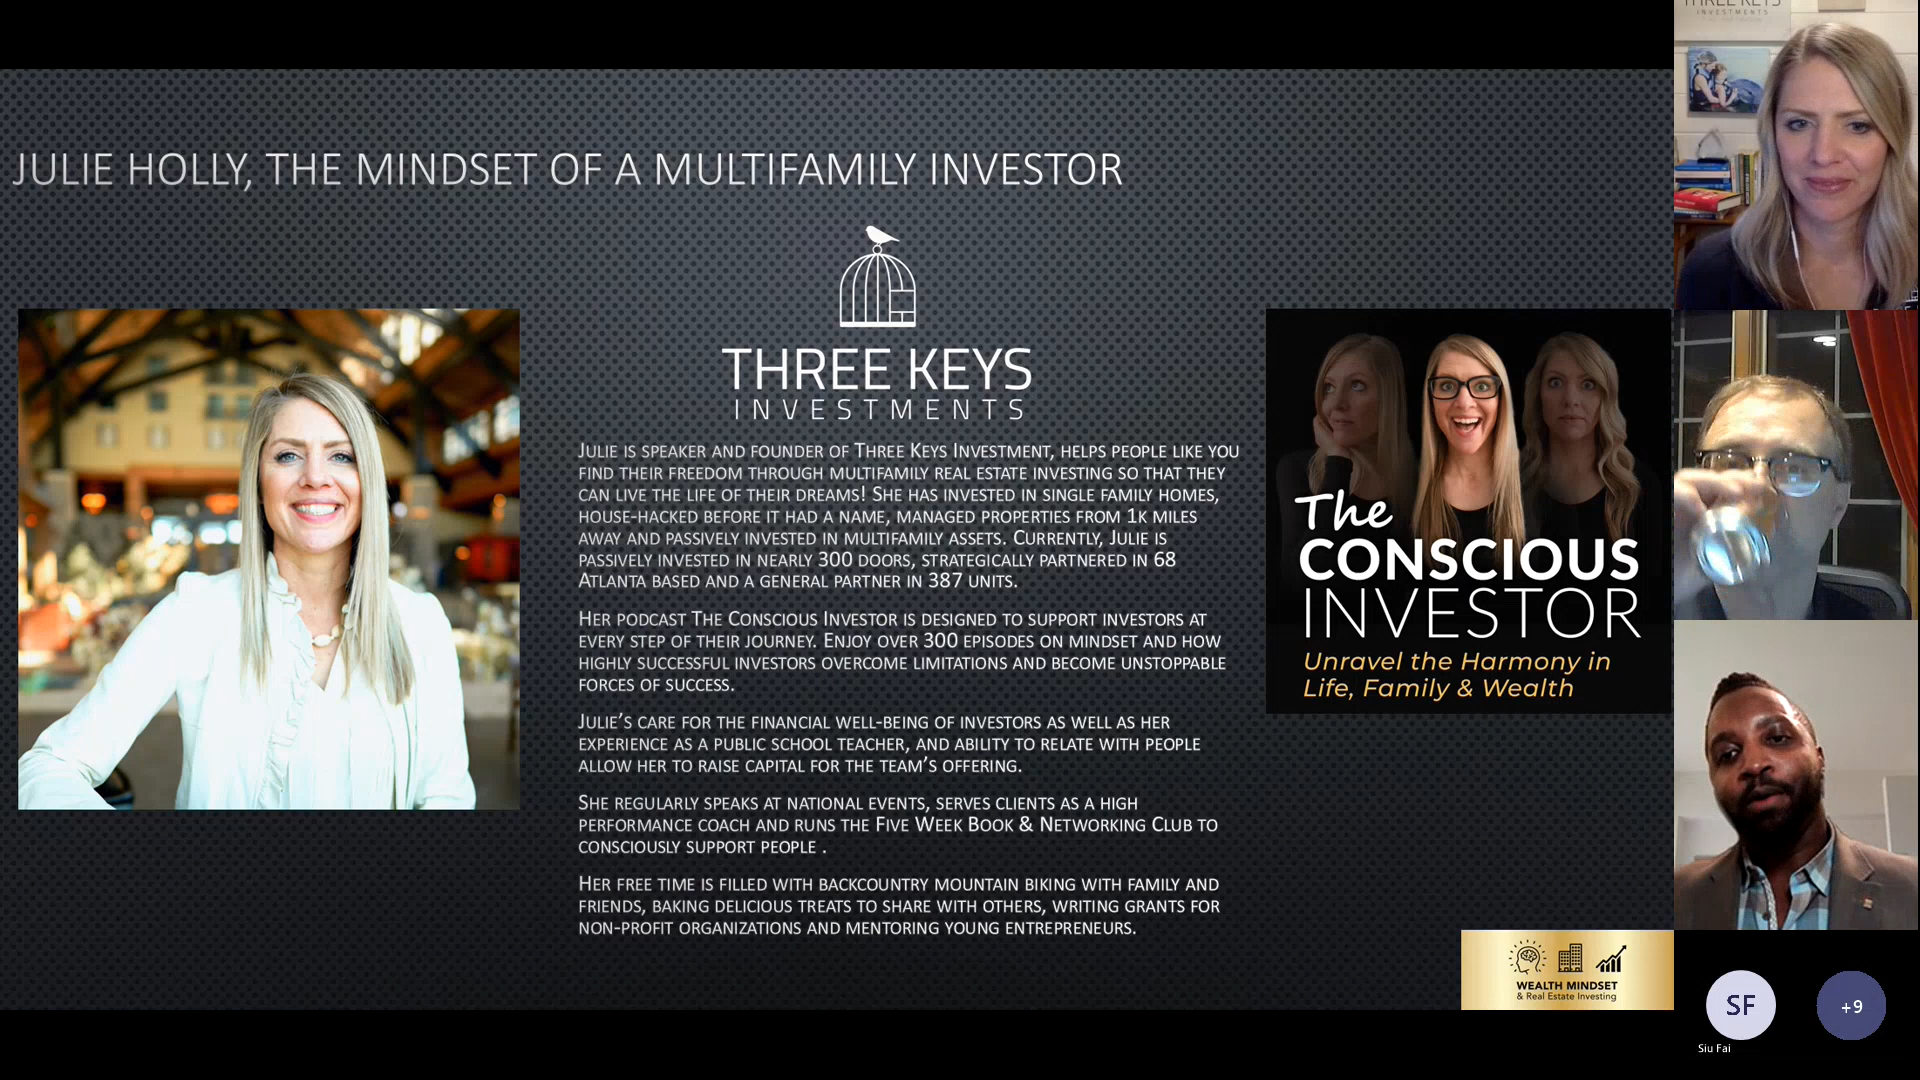 JULIE HOLLY, THE MINDSET OF A MULTIFAMILY INVESTOR
THREE KEYS
INVESTMENTS
JULIE IS SPEAKER AND FOUNDER OF THREE KEYS INVESTMENT, HELPS PEOPLE LIKE YOU
FIND THEIR FREEDOM THROUGH MULTIFAMILY REAL ESTATE INVESTING SO THAT THEY
CAN LIVE THE LIFE OF THEIR DREAMS! SHE HAS INVESTED IN SINGLE FAMILY HOMES,
HOUSE-HACKED BEFORE IT HAD A NAME, MANAGED PROPERTIES FROM 1K MILES
AWAY AND PASSIVELY INVESTED IN MULTIFAMILY ASSETS. CURRENTLY, JULIE IS
PASSIVELY INVESTED IN NEARLY 300 DOORS, STRATEGICALLY PARTNERED IN 68
ATLANTA BASED AND A GENERAL PARTNER IN 387 UNITS.
HER PODCAST THE CONSCIOUS INVESTOR IS DESIGNED TO SUPPORT INVESTORS AT
EVERY STEP OF THEIR JOURNEY. ENJOY OVER 300 EPISODES ON MINDSET AND HOW
HIGHLY SUCCESSFUL INVESTORS OVERCOME LIMITATIONS AND BECOME UNSTOPPABLE
FORCES OF SUCCESS.
JULIE'S CARE FOR THE FINANCIAL WELL-BEING OF INVESTORS AS WELL AS HER
EXPERIENCE AS A PUBLIC SCHOOL TEACHER, AND ABILITY TO RELATE WITH PEOPLE
ALLOW HER TO RAISE CAPITAL FOR THE TEAM'S OFFERING.
SHE REGULARLY SPEAKS AT NATIONAL EVENTS, SERVES CLIENTS AS A HIGH
PERFORMANCE COACH AND RUNS THE FIVE WEEK BOOK & NETWORKING CLUB TO
CONSCIOUSLY SUPPORT PEOPLE .
HER FREE TIME IS FILLED WITH BACKCOUNTRY MOUNTAIN BIKING WITH FAMILY AND
FRIENDS, BAKING DELICIOUS TREATS TO SHARE WITH OTHERS, WRITING GRANTS FOR
NON-PROFIT ORGANIZATIONS AND MENTORING YOUNG ENTREPRENEURS.
The
CONSCIOUS
INVESTOR
Unravel the Harmony in
Life, Family & Wealth
WEALTH MINDSET
& Real Estate Investing
THREE KEYS
INVESTMENTS
SF
+9
Siu Fai